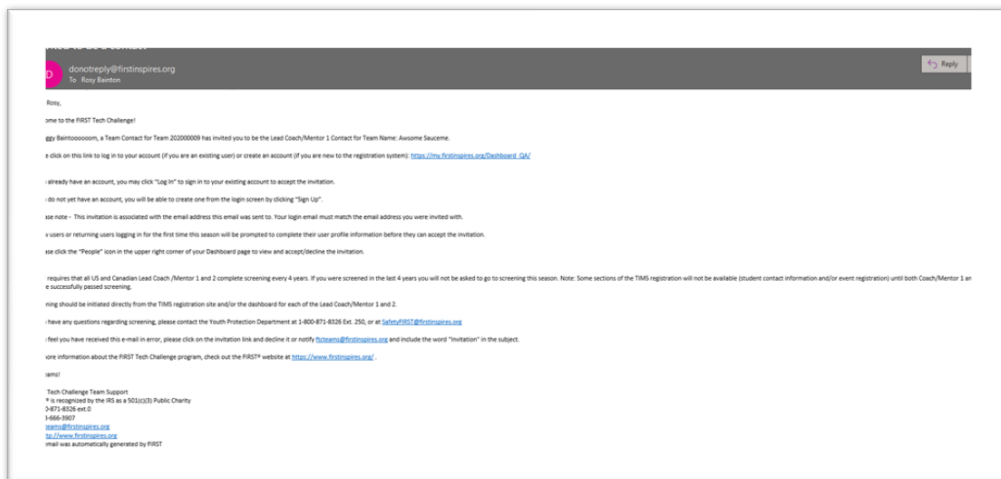 donotreply@firstinspires.org
To Rosy Bainton
Reply
Rosy,
ome to the FIRST Tech Challenge!
ggy Baintoooooom, a Team Contact for Team 202000009 has invited you to be the Lead Coach/Mentor 1 Contact for Team Name: Awsome Sauceme.
e click on this link to log in to your account (if you are an existing user) or create an account (if you are new to the registration system): https://my.firstinspires.org/Dashboard_QA/
already have an account, you may click "Log In" to sign in to your existing account to accept the invitation.
do not yet have an account, you will be able to create one from the login screen by clicking "Sign Up".
ase note - This invitation is associated with the email address this email was sent to. Your login email must match the email address you were invited with.
w users or returning users logging in for the first time this season will be prompted to complete their user profile information before they can accept the invitation.
ase click the "People" icon in the upper right corner of your Dashboard page to view and accept/decline the invitation.
requires that all US and Canadian Lead Coach /Mentor 1 and 2 complete screening every 4 years. If you were screened in the last 4 years you will not be asked to go to screening this season. Note: Some sections of the TIMS registration will not be available (student contact information and/or event registration) until both Coach/Mentor 1 an
e successfully passed screening.
ning should be initiated directly from the TIMS registration site and/or the dashboard for each of the Lead Coach/Mentor 1 and 2.
have any questions regarding screening, please contact the Youth Protection Department at 1-800-871-8326 Ext. 250, or at SafetyFIRST@firstinspires.org
feel you have received this e-mail in error, please click on the invitation link and decline it or notify ftcteams@firstinspires.org and include the word "Invitation" in the subject.
ore information about the FIRST Tech Challenge program, check out the FIRST® website at https://www.firstinspires.org/ .
eams!
Tech Challenge Team Support
® is recognized by the IRS as a 501(c)(3) Public Charity
0-871-8326 ext.0
3-666-3907
teams@firstinspires.org
tp://www.firstinspires.org
email was automatically generated by FIRST